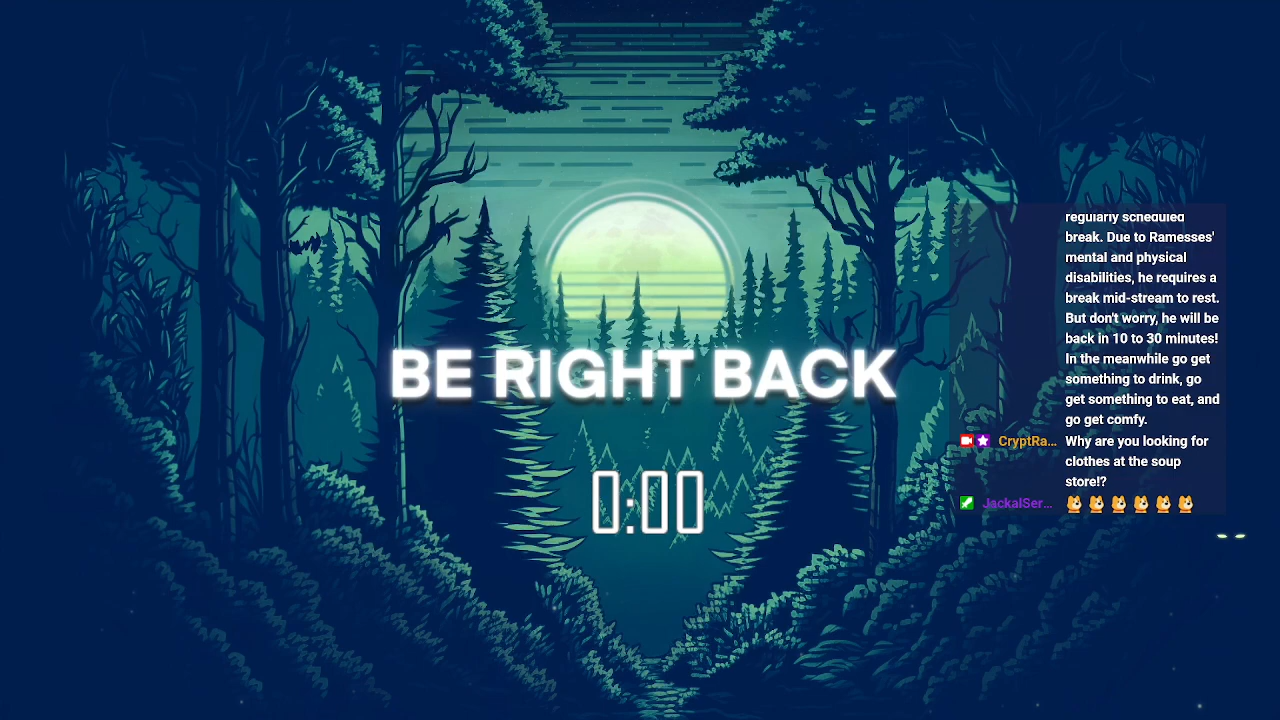 BE RIGHT BACK
0:00
regularly scheduled
break. Due to Ramesses'
mental and physical
disabilities, he requires a
break mid-stream to rest.
But don't worry, he will be
back in 10 to 30 minutes!
In the meanwhile go get
something to drink, go
get something to eat, and
go get comfy.
CryptRa... Why are you looking for
clothes at the soup
store!?
JackalSer...